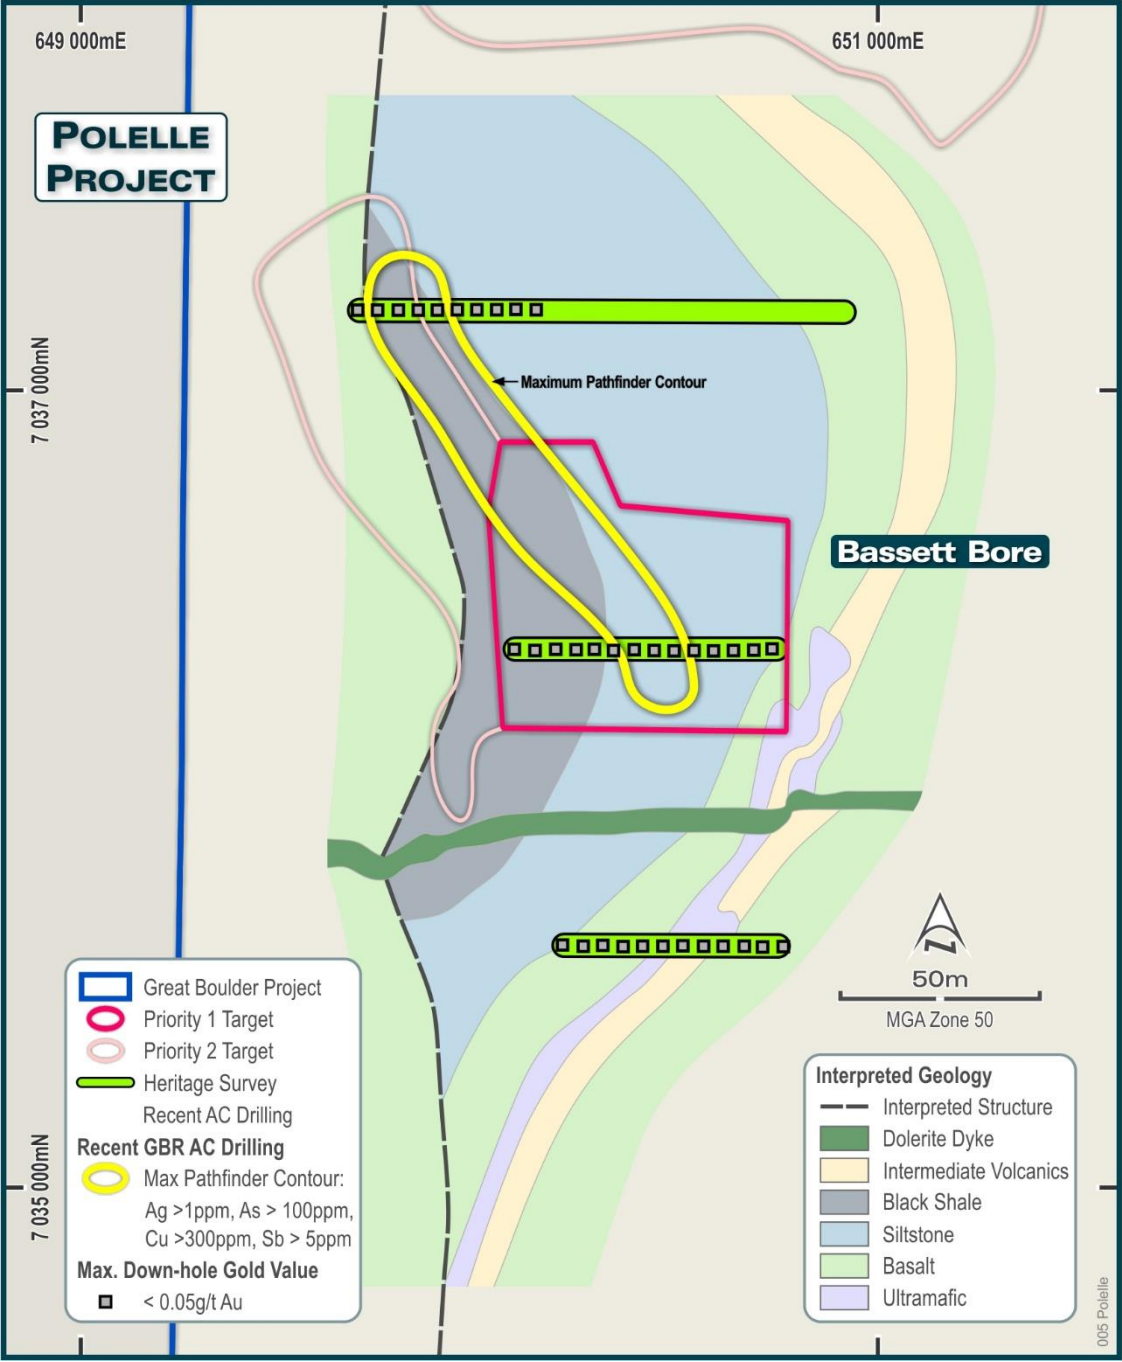 649 000mE
651 000mE
POLELLE
PROJECT
7 037 000mN
Maximum Pathfinder Contour
Bassett Bore
N
50m
MGA Zone 50
7 035 000mN
Great Boulder Project
Priority 1 Target
Priority 2 Target
Heritage Survey
Recent AC Drilling
Recent GBR AC Drilling
Max Pathfinder Contour:
Ag >1ppm, As > 100ppm,
Cu >300ppm, Sb > 5ppm
Max. Down-hole Gold Value
< 0.05g/t Au
Interpreted Geology
Interpreted Structure
Dolerite Dyke
Intermediate Volcanics
Black Shale
Siltstone
Basalt
Ultramafic
005 Polelle